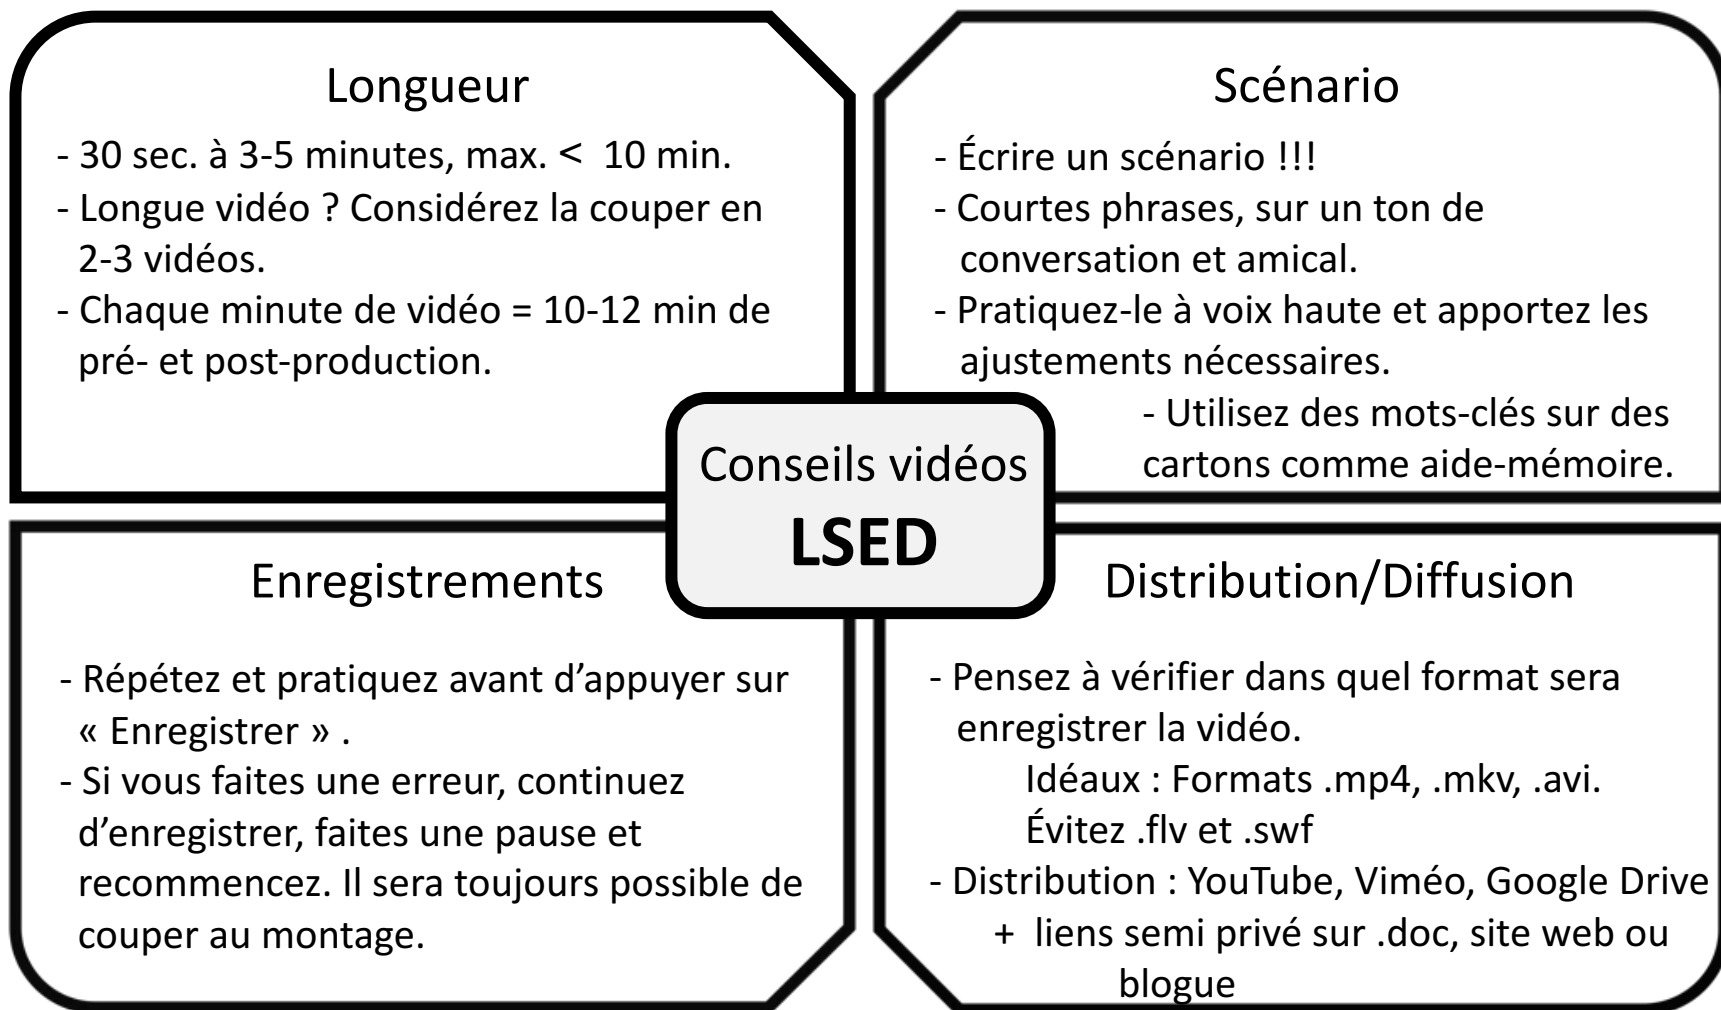 Longueur
- 30 sec. à 3-5 minutes, max. < 10 min.
- Longue vidéo ? Considérez la couper en
2-3 vidéos.
- Chaque minute de vidéo = 10-12 min de
pré- et post-production.
Scénario
- Écrire un scénario !!!
- Courtes phrases, sur un ton de
conversation et amical.
- Pratiquez-le à voix haute et apportez les
ajustements nécessaires.
- Utilisez des mots-clés sur des
cartons comme aide-mémoire.
Conseils vidéos
LSED
Enregistrements
- Répétez et pratiquez avant d’appuyer sur
« Enregistrer » .
- Si vous faites une erreur, continuez
d’enregistrer, faites une pause et
recommencez. Il sera toujours possible de
couper au montage.
Distribution/Diffusion
- Pensez à vérifier dans quel format sera
enregistrer la vidéo.
Idéaux : Formats .mp4, .mkv, .avi.
Évitez .flv et .swf
- Distribution : YouTube, Viméo, Google Drive
+ liens semi privé sur .doc, site web ou
blogue